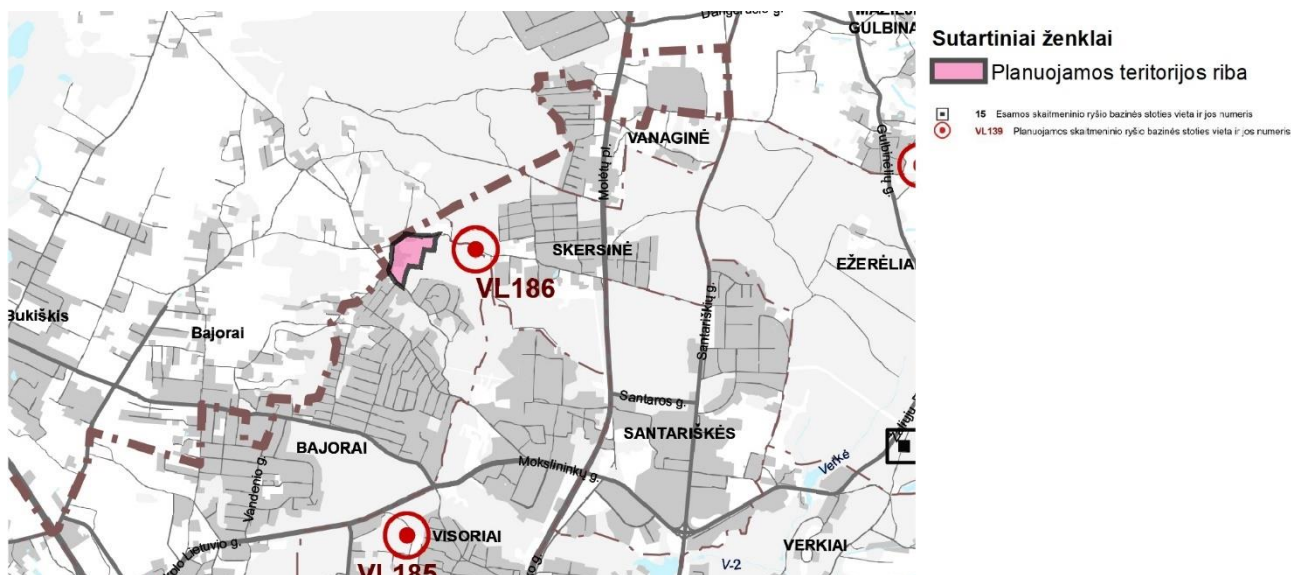 Dangeručio g.
GULBINA
Sutartiniai ženklai
Planuojamos teritorijos riba
15 Esamos skaitmeninio ryšio bazinės stoties vieta ir jos numeris
VL139 Planuojamos skaitmeninio ryšio bazinės stoties vieta ir jos numeris
VANAGINĖ
Molėtų pl.
Gulbinėlių g.
SKERSINĖ
EŽERĖLIA
VL186
Bukiškis
Bajorai
Santariškių g.
Santaros g.
SANTARIŠKĖS
BAJORAI
Vandenio g.
Mokslininkų g.
Verkė
VISORIAI
VERKIAI
VL185
V-2